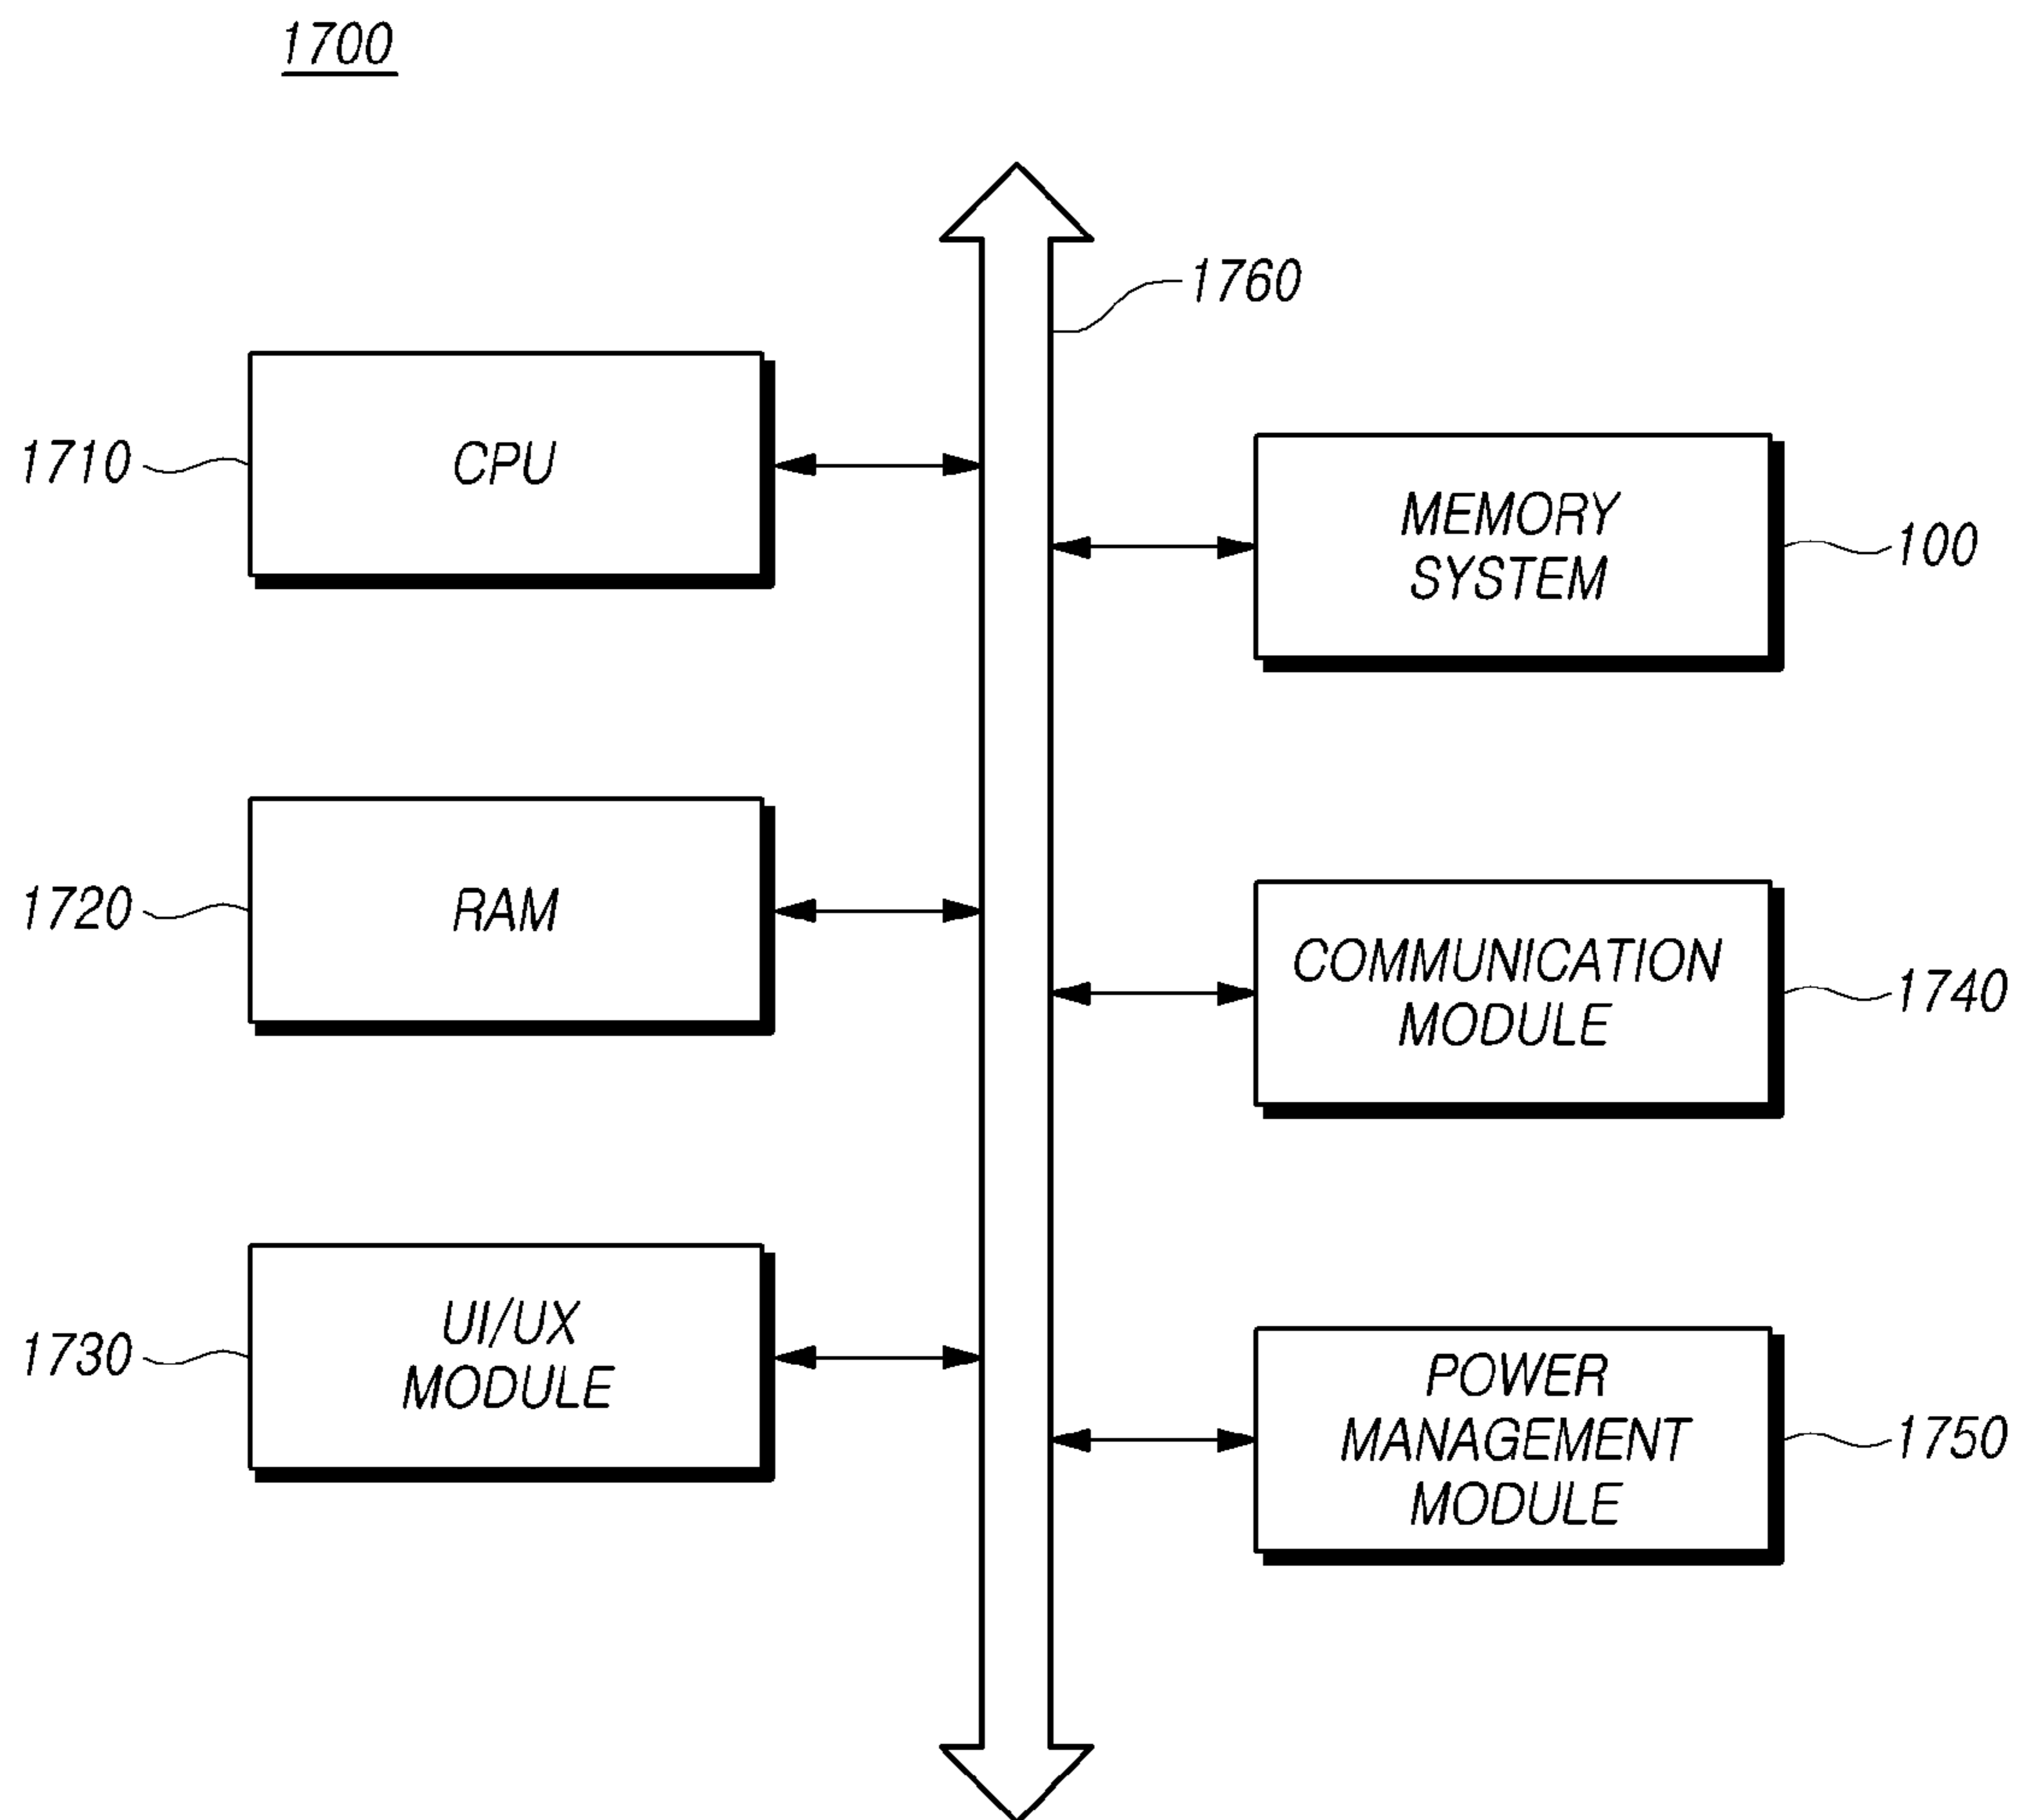 1700
1760
1710
CPU
MEMORY
SYSTEM
100
1720
RAM
COMMUNICATION
MODULE
1740
1730
UI/UX
MODULE
POWER
MANAGEMENT
MODULE
1750